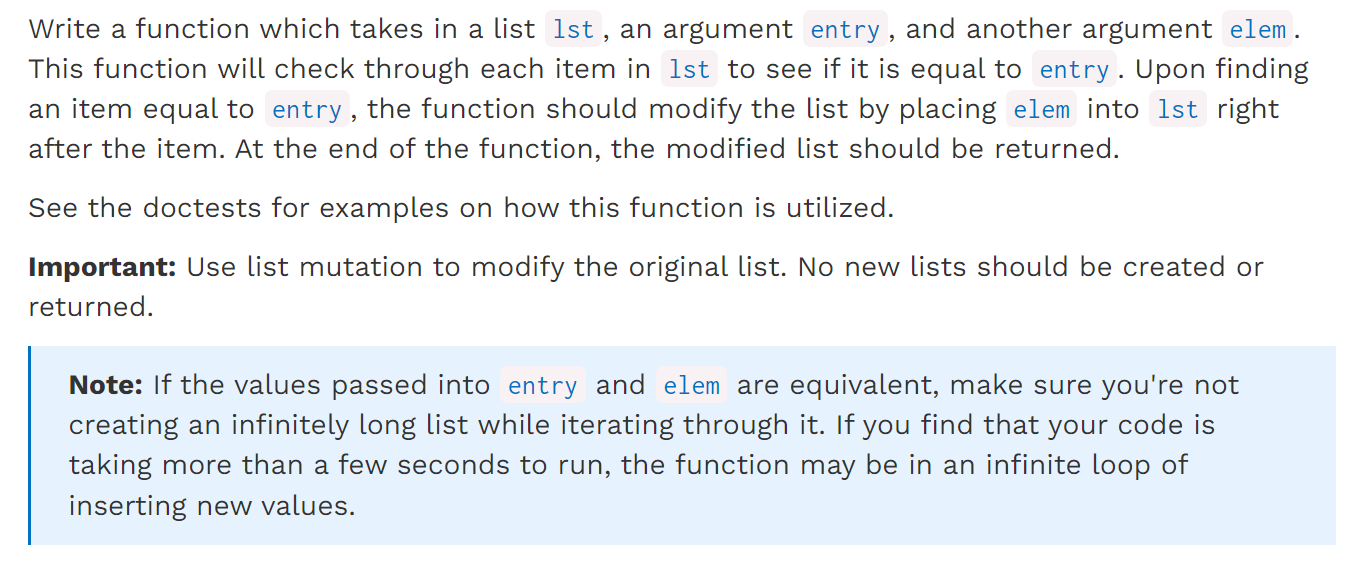 Write a function which takes in a list lst, an argument entry, and another argument elem.
This function will check through each item in lst to see if it is equal to entry. Upon finding
an item equal to entry, the function should modify the list by placing elem into lst right
after the item. At the end of the function, the modified list should be returned.
See the doctests for examples on how this function is utilized.
Important: Use list mutation to modify the original list. No new lists should be created or
returned.
Note: If the values passed into entry and elem are equivalent, make sure you're not
creating an infinitely long list while iterating through it. If you find that your code is
taking more than a few seconds to run, the function may be in an infinite loop of
inserting new values.